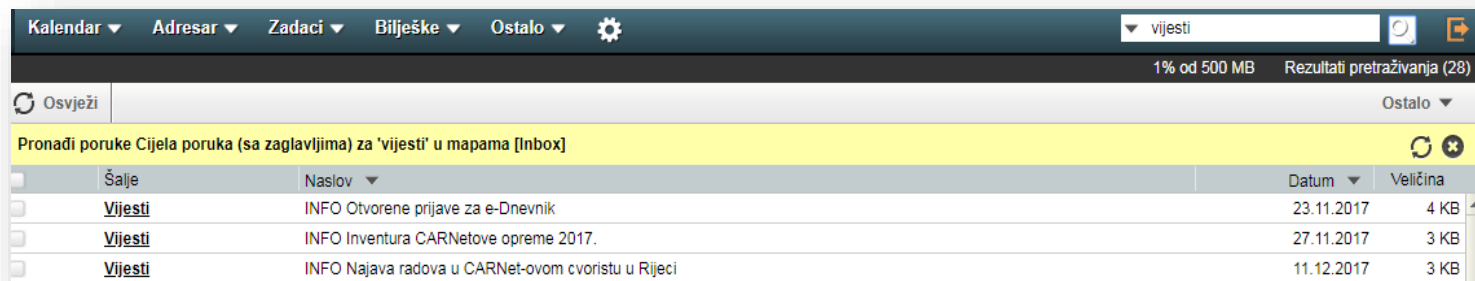 Kalendar Adresar Zadaci Bilješke Ostalo vijesti
1% od 500 MB Rezultati pretraživanja (28)
Osvježi Ostalo
Pronađi poruke Cijela poruka (sa zaglavljima) za 'vijesti' u mapama [Inbox]
Šalje Naslov Datum Veličina
Vijesti INFO Otvorene prijave za e-Dnevnik 23.11.2017 4 KB
Vijesti INFO Inventura CARNetove opreme 2017. 27.11.2017 3 KB
Vijesti INFO Najava radova u CARNet-ovom cvoristu u Rijeci 11.12.2017 3 KB